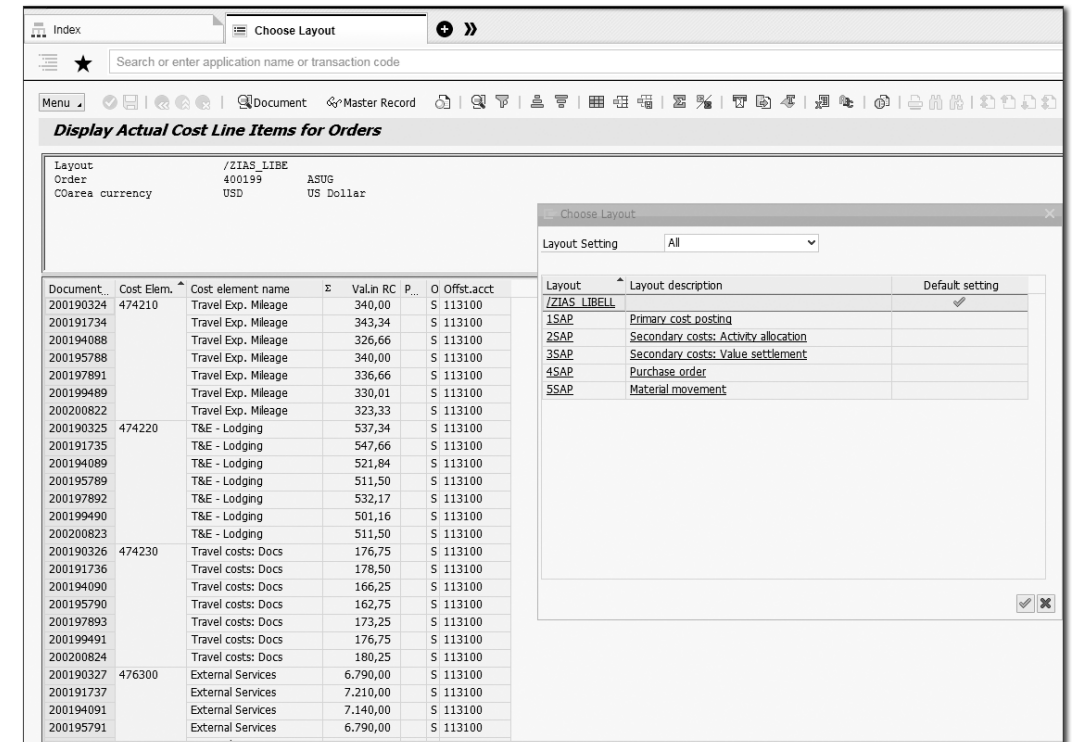 Index
Choose Layout
Search or enter application name or transaction code
Menu
Document
Master Record
Display Actual Cost Line Items for Orders
Layout /ZIAS_LIBE
Order 400199 ASUG
COarea currency USD US Dollar
Choose Layout
Layout Setting All
Layout Layout description Default setting
/ZIAS_LIBELL
1SAP Primary cost posting
2SAP Secondary costs: Activity allocation
3SAP Secondary costs: Value settlement
4SAP Purchase order
5SAP Material movement
Document... Cost Elem. Cost element name Σ Val.in RC P... O Offst.acct
200190324 474210 Travel Exp. Mileage 340,00 S 113100
200191734 Travel Exp. Mileage 343,34 S 113100
200194088 Travel Exp. Mileage 326,66 S 113100
200195788 Travel Exp. Mileage 340,00 S 113100
200197891 Travel Exp. Mileage 336,66 S 113100
200199489 Travel Exp. Mileage 330,01 S 113100
200200822 Travel Exp. Mileage 323,33 S 113100
200190325 474220 T&E - Lodging 537,34 S 113100
200191735 T&E - Lodging 547,66 S 113100
200194089 T&E - Lodging 521,84 S 113100
200195789 T&E - Lodging 511,50 S 113100
200197892 T&E - Lodging 532,17 S 113100
200199490 T&E - Lodging 501,16 S 113100
200200823 T&E - Lodging 511,50 S 113100
200190326 474230 Travel costs: Docs 176,75 S 113100
200191736 Travel costs: Docs 178,50 S 113100
200194090 Travel costs: Docs 166,25 S 113100
200195790 Travel costs: Docs 162,75 S 113100
200197893 Travel costs: Docs 173,25 S 113100
200199491 Travel costs: Docs 176,75 S 113100
200200824 Travel costs: Docs 180,25 S 113100
200190327 476300 External Services 6.790,00 S 113100
200191737 External Services 7.210,00 S 113100
200194091 External Services 7.140,00 S 113100
200195791 External Services 6.790,00 S 113100